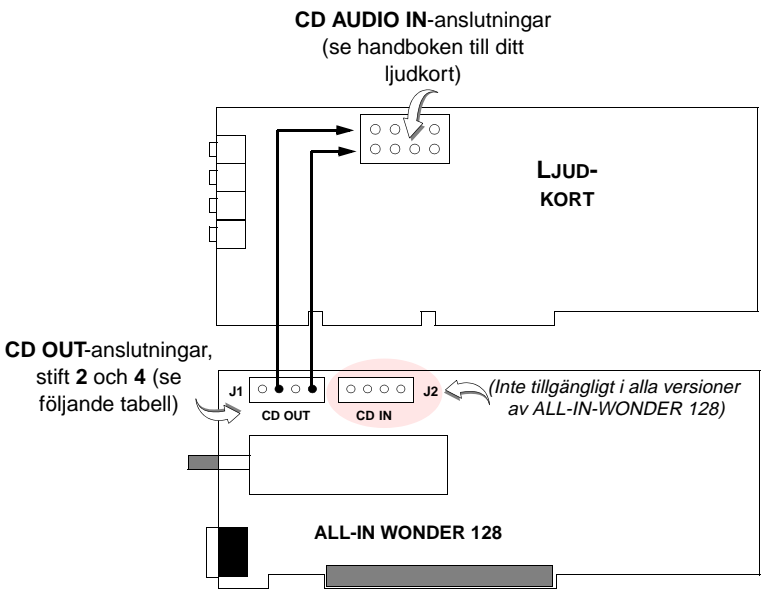 CD AUDIO IN-anslutningar
(se handboken till ditt
ljudkort)
LJUD-
KORT
CD OUT-anslutningar,
stift 2 och 4 (se
följande tabell)
J1
CD OUT
CD IN
J2
(Inte tillgängligt i alla versioner
av ALL-IN-WONDER 128)
ALL-IN WONDER 128